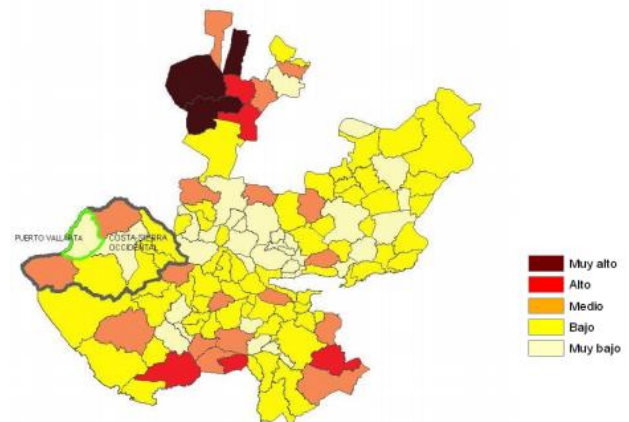 PUERTO VALLARTA
COSTA-SIERRA
OCCIDENTAL
Muy alto
Alto
Medio
Bajo
Muy bajo